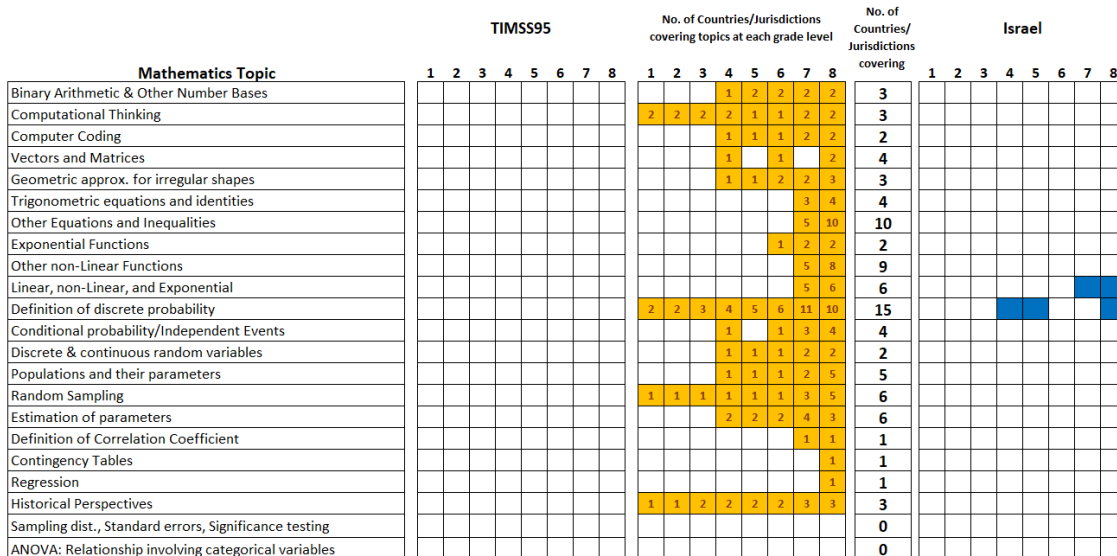 TIMSS95
No. of Countries/Jurisdictions
covering topics at each grade level
No. of
Countries/
Jurisdictions
covering
Israel
Mathematics Topic 1 2 3 4 5 6 7 8 1 2 3 4 5 6 7 8 1 2 3 4 5 6 7 8
Binary Arithmetic & Other Number Bases 1 2 2 2 2 3
Computational Thinking 2 2 2 2 1 1 2 2 3
Computer Coding 1 1 1 2 2 2
Vectors and Matrices 1 1 2 4
Geometric approx. for irregular shapes 1 1 2 2 3 3
Trigonometric equations and identities 3 4 4
Other Equations and Inequalities 5 10 10
Exponential Functions 1 2 2 2
Other non-Linear Functions 5 8 9
Linear, non-Linear, and Exponential 5 6 6
Definition of discrete probability 2 2 3 4 5 6 11 10 15
Conditional probability/Independent Events 1 1 3 4 4
Discrete & continuous random variables 1 1 1 2 2 2
Populations and their parameters 1 1 1 2 5 5
Random Sampling 1 1 1 1 1 1 3 5 6
Estimation of parameters 2 2 2 4 3 6
Definition of Correlation Coefficient 1 1 1
Contingency Tables 1 1
Regression 1 1
Historical Perspectives 1 1 2 2 2 2 3 3 3
Sampling dist., Standard errors, Significance testing 0
ANOVA: Relationship involving categorical variables 0